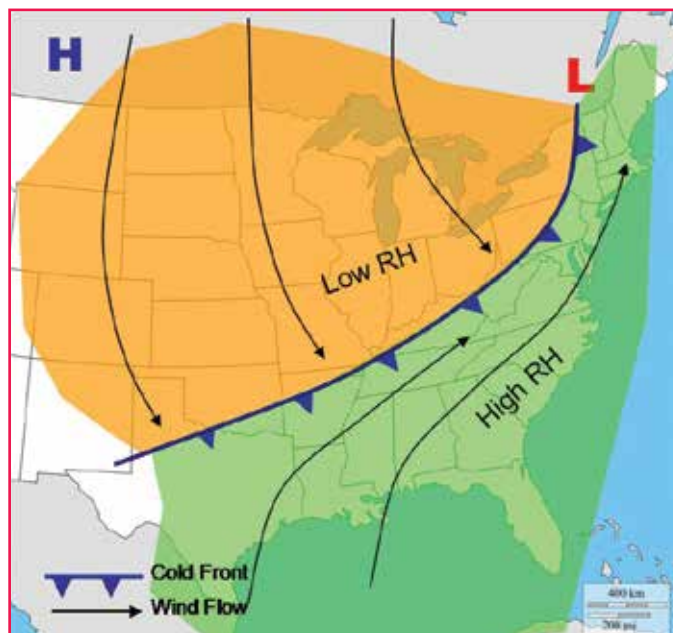 H
L
Low RH
High RH
Cold Front
Wind Flow
400 km
200 mi